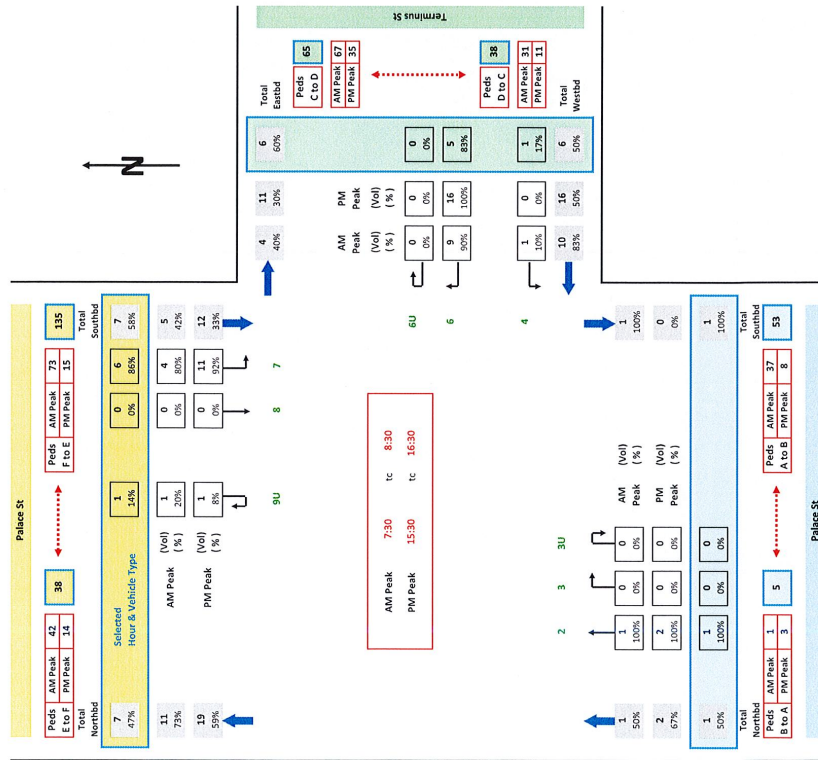 Palace St
Terminus St
Peds
E to F
AM Peak 42
PM Peak 14
38
Peds
F to E
AM Peak 73
PM Peak 15
135
Total
Northbd
Total
Southbd
7
47%
Selected
Hour & Vehicle Type
1
14%
0
0%
6
86%
7
58%
11
73%
AM Peak
(Vol)
( % )
1
20%
0
0%
4
80%
5
42%
19
59%
PM Peak
(Vol)
( % )
1
8%
0
0%
11
92%
12
33%
9U
8
7
N
Total
Eastbd
Peds
C to D
65
AM Peak 67
PM Peak 35
4
40%
11
30%
6
60%
AM
Peak
(Vol)
( % )
PM
Peak
(Vol)
( % )
6U
0
0%
0
0%
0
0%
6
9
90%
16
100%
5
83%
4
1
10%
0
0%
1
17%
10
83%
16
50%
6
50%
Peds
D to C
38
AM Peak 31
PM Peak 11
Total
Westbd
AM Peak 7:30 tc 8:30
PM Peak 15:30 tc 16:30
2
3
3U
1
50%
1
100%
0
0%
0
0%
AM
Peak
(Vol)
( % )
1
100%
2
67%
2
100%
0
0%
0
0%
PM
Peak
(Vol)
( % )
0
0%
1
50%
1
100%
0
0%
0
0%
1
100%
Total
Northbd
Total
Southbd
Peds
B to A
AM Peak 1
PM Peak 3
5
Peds
A to B
AM Peak 37
PM Peak 8
53
Palace St